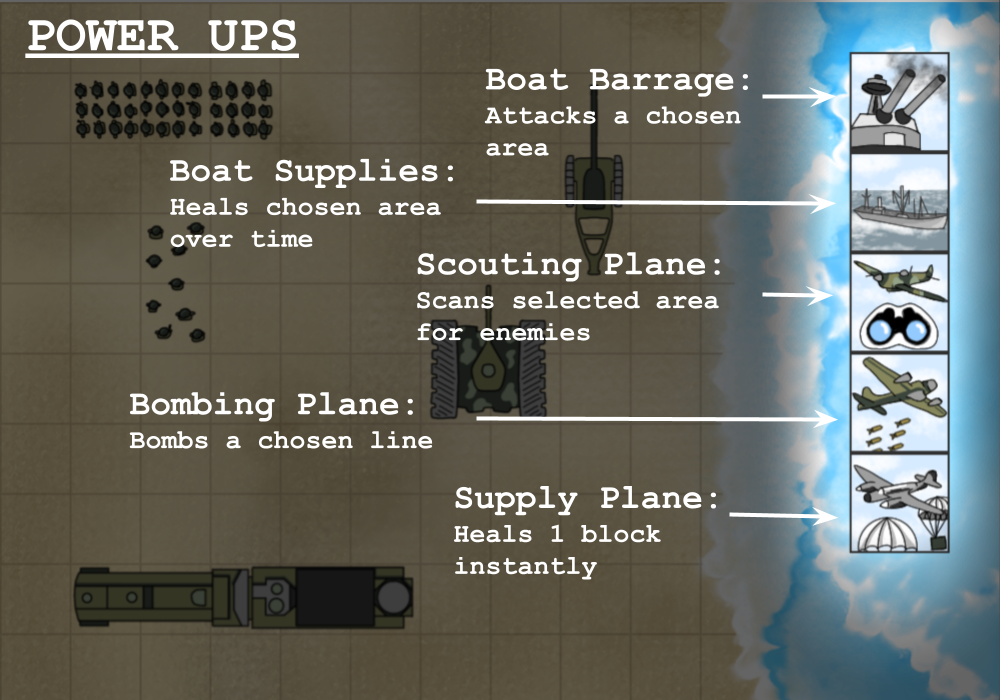 POWER UPS
Boat Barrage:
Attacks a chosen
area
Boat Supplies:
Heals chosen area
over time
Scouting Plane:
Scans selected area
for enemies
Bombing Plane:
Bombs a chosen line
Supply Plane:
Heals 1 block
instantly